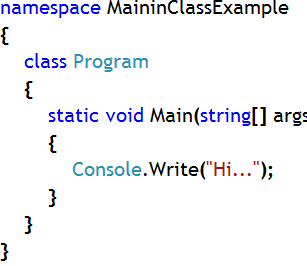 namespace MaininClassExample
{
class Program
{
static void Main(string[] args
{
Console.Write("Hi...");
}
}
}